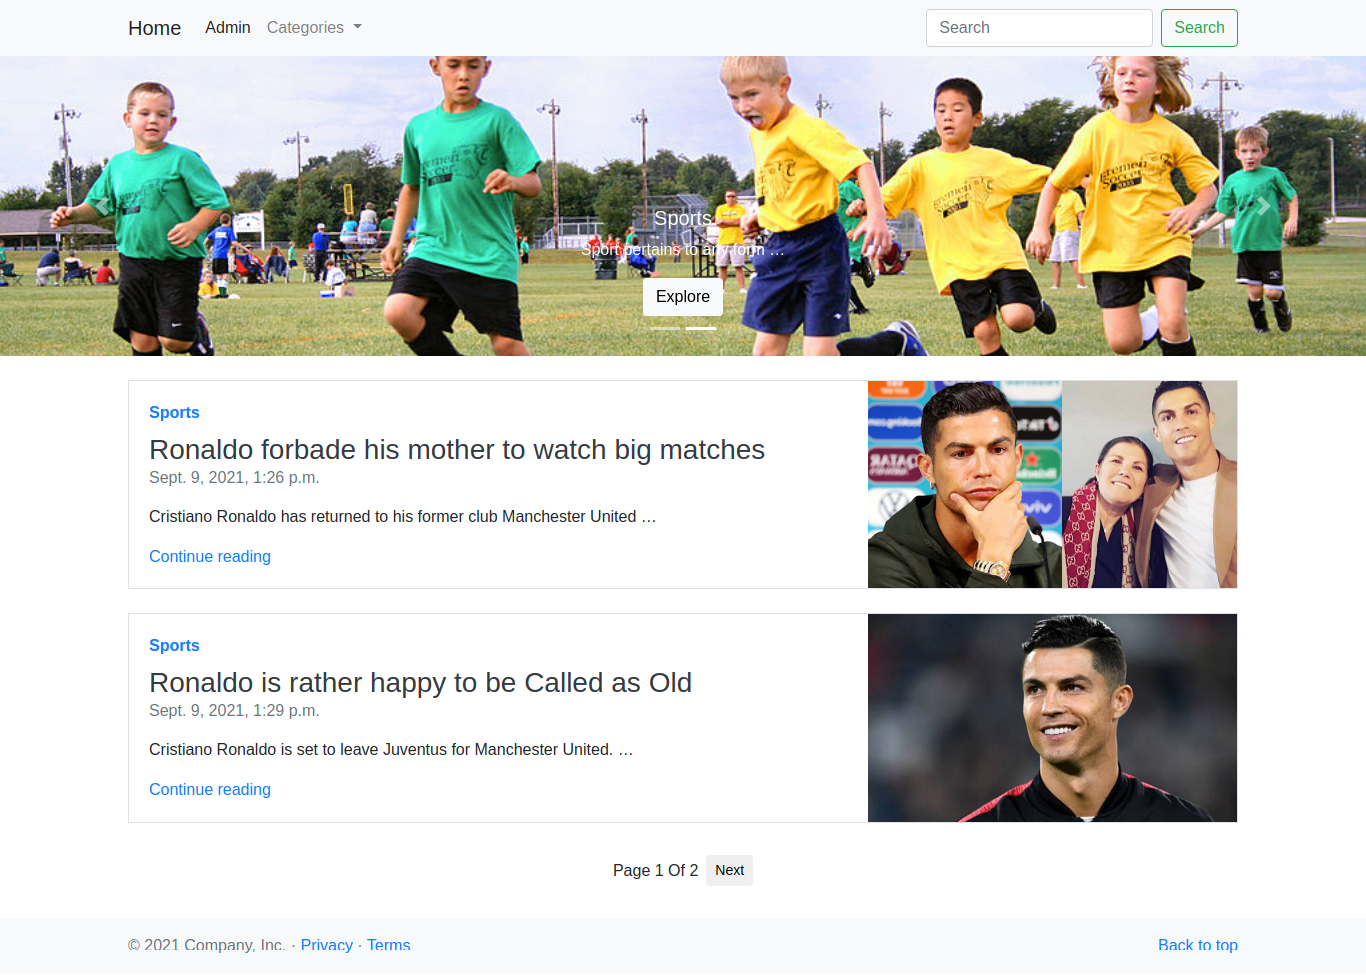 Home Admin Categories Search Search
Bremen Soccer 2003
Sports
Sport pertains to any form …
Explore
Sports
Ronaldo forbade his mother to watch big matches
Sept. 9, 2021, 1:26 p.m.
Cristiano Ronaldo has returned to his former club Manchester United …
Continue reading
Sports
Ronaldo is rather happy to be Called as Old
Sept. 9, 2021, 1:29 p.m.
Cristiano Ronaldo is set to leave Juventus for Manchester United. …
Continue reading
Page 1 Of 2 Next
© 2021 Company, Inc. · Privacy · Terms Back to top